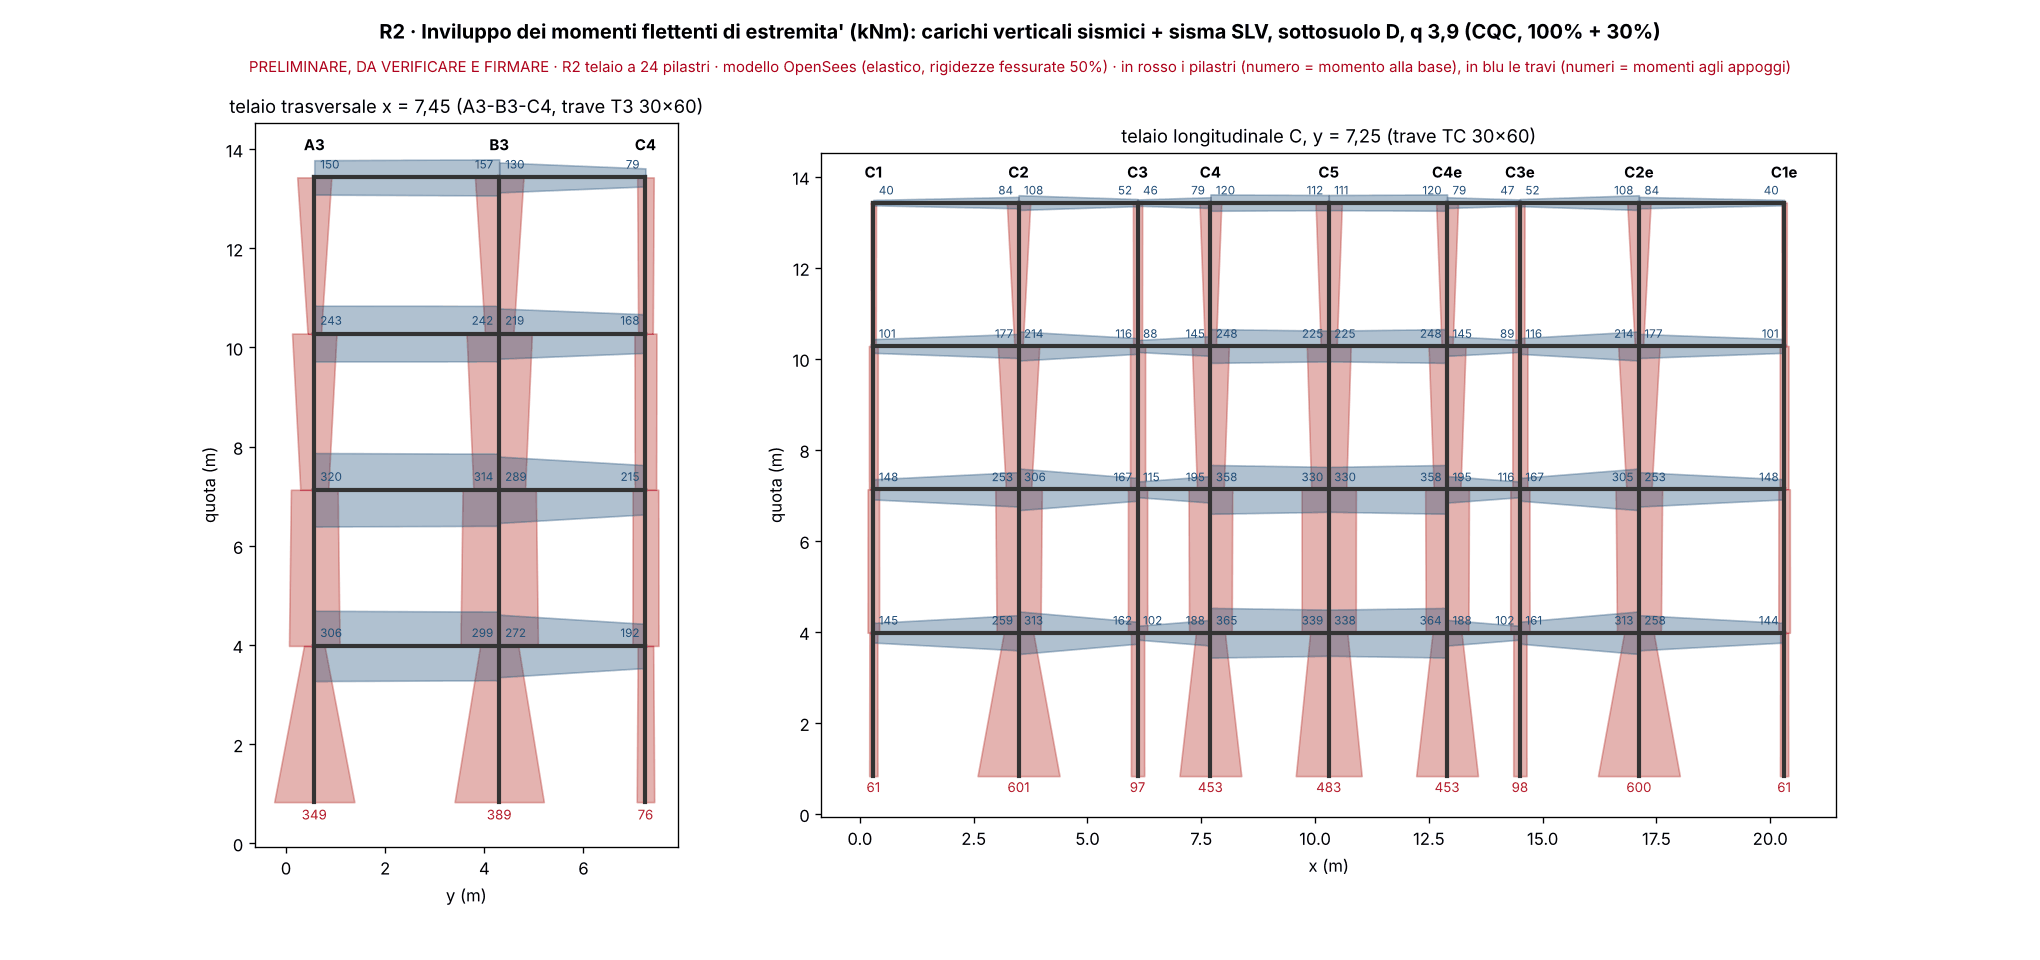 R2 · Inviluppo dei momenti flettenti di estremita' (kNm): carichi verticali sismici + sisma SLV, sottosuolo D, q 3,9 (CQC, 100% + 30%)
PRELIMINARE, DA VERIFICARE E FIRMARE · R2 telaio a 24 pilastri · modello OpenSees (elastico, rigidezze fessurate 50%) · in rosso i pilastri (numero = momento alla base), in blu le travi (numeri = momenti agli appoggi)
telaio trasversale x = 7,45 (A3-B3-C4, trave T3 30×60)
A3 B3 C4
150 157 130 79
243 242 219 168
320 314 289 215
306 299 272 192
349 389 76
14
12
10
8
6
4
2
0
quota (m)
0 2 4 6
y (m)
telaio longitudinale C, y = 7,25 (trave TC 30×60)
C1 C2 C3 C4 C5 C4e C3e C2e C1e
40 84 108 52 46 79 120 112 111 120 79 47 52 108 84 40
101 177 214 116 88 145 248 225 225 248 145 89 116 214 177 101
148 253 306 167 115 195 358 330 330 358 195 116 167 305 253 148
145 259 313 162 102 188 365 339 338 364 188 102 161 313 258 144
61 601 97 453 483 453 98 600 61
14
12
10
8
6
4
2
0
quota (m)
0.0 2.5 5.0 7.5 10.0 12.5 15.0 17.5 20.0
x (m)